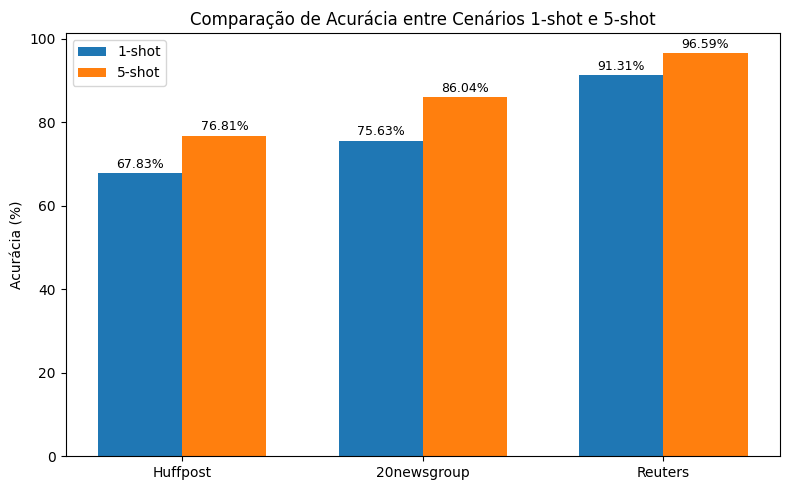 Comparação de Acurácia entre Cenários 1-shot e 5-shot
Acurácia (%)
100
80
60
40
20
0
1-shot
5-shot
67.83%
76.81%
75.63%
86.04%
91.31%
96.59%
Huffpost
20newsgroup
Reuters